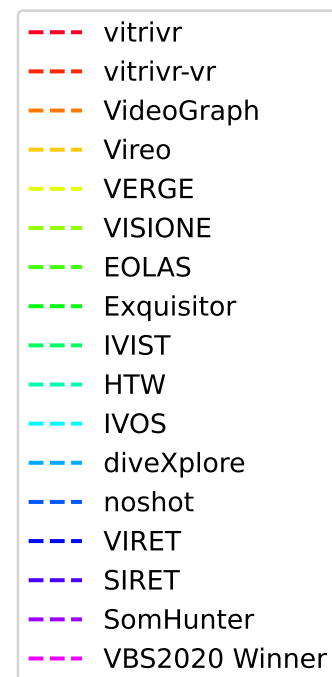 vitrivr
vitrivr-vr
VideoGraph
Vireo
VERGE
VISIONE
EOLAS
Exquisitor
IVIST
HTW
IVOS
diveXplore
noshot
VIRET
SIRET
SomHunter
VBS2020 Winner